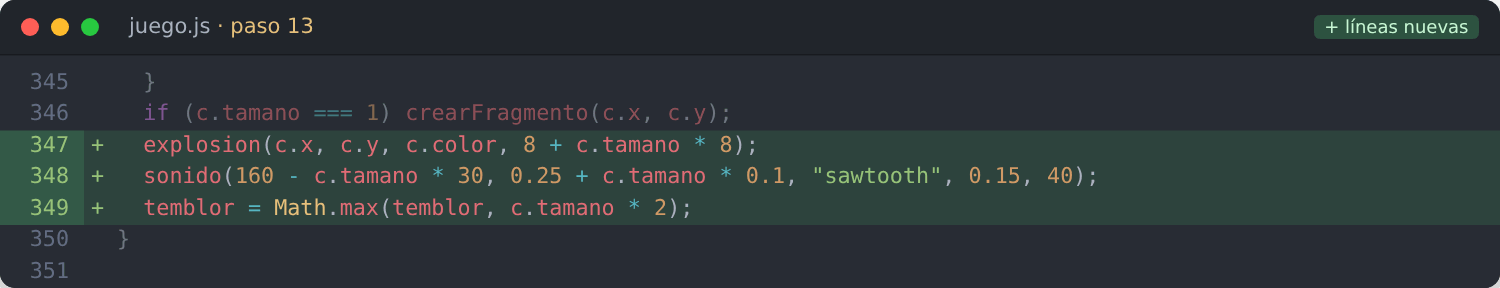 juego.js · paso 13
+ líneas nuevas
345 }
346 if (c.tamano === 1) crearFragmento(c.x, c.y);
347 + explosion(c.x, c.y, c.color, 8 + c.tamano * 8);
348 + sonido(160 - c.tamano * 30, 0.25 + c.tamano * 0.1, "sawtooth", 0.15, 40);
349 + temblor = Math.max(temblor, c.tamano * 2);
350 }
351